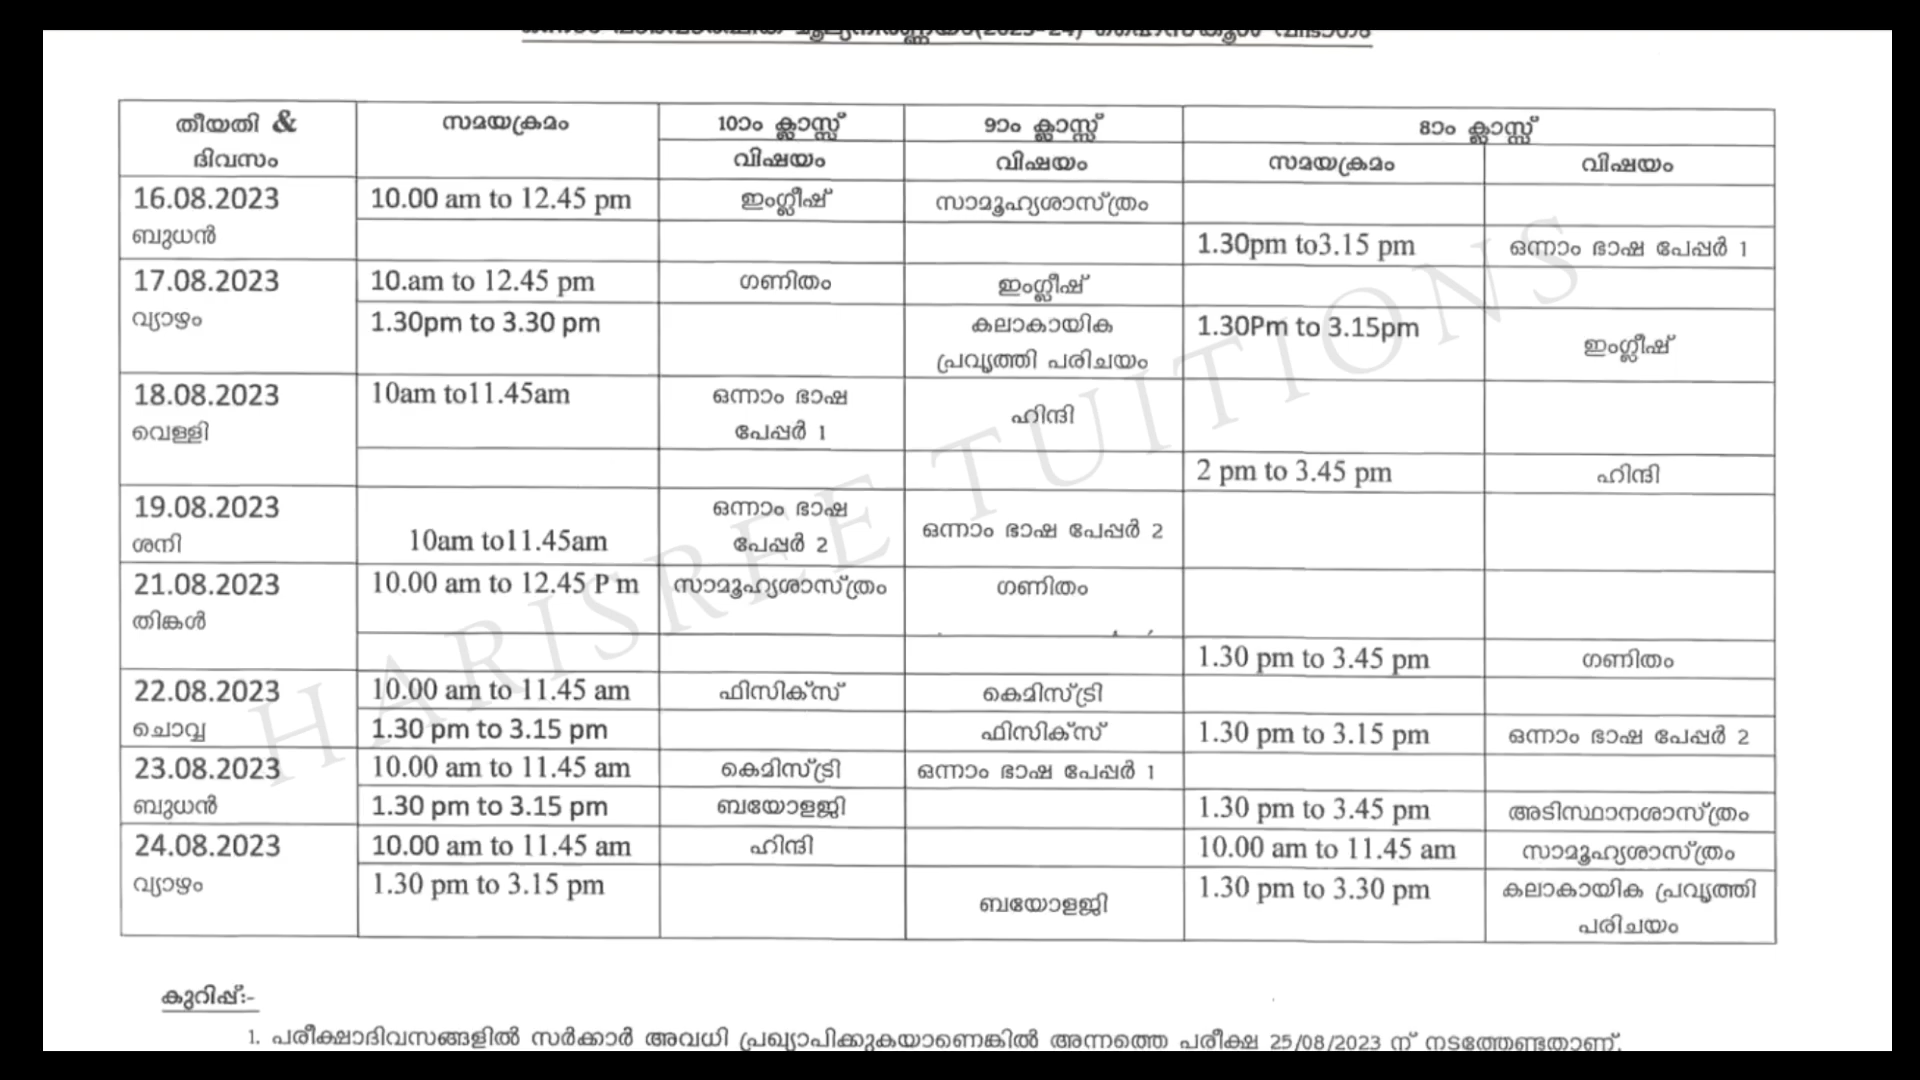 ഒന്നാം പാദവാർഷിക മൂല്യനിർണ്ണയം(2023-24) ഹൈസ്കൂൾ വിഭാഗം
തീയതി & ദിവസം സമയക്രമം 10ാം ക്ലാസ്സ് 9ാം ക്ലാസ്സ് 8ാം ക്ലാസ്സ്
വിഷയം വിഷയം സമയക്രമം വിഷയം
16.08.2023 10.00 am to 12.45 pm ഇംഗ്ലീഷ് സാമൂഹ്യശാസ്ത്രം
ബുധൻ 1.30pm to3.15 pm ഒന്നാം ഭാഷ പേപ്പർ 1
17.08.2023 10.am to 12.45 pm ഗണിതം ഇംഗ്ലീഷ്
വ്യാഴം 1.30pm to 3.30 pm കലാകായിക പ്രവൃത്തി പരിചയം 1.30Pm to 3.15pm ഇംഗ്ലീഷ്
18.08.2023 10am to11.45am ഒന്നാം ഭാഷ പേപ്പർ 1 ഹിന്ദി
വെള്ളി 2 pm to 3.45 pm ഹിന്ദി
19.08.2023 ഒന്നാം ഭാഷ
ശനി 10am to11.45am പേപ്പർ 2 ഒന്നാം ഭാഷ പേപ്പർ 2
21.08.2023 10.00 am to 12.45 P m സാമൂഹ്യശാസ്ത്രം ഗണിതം
തിങ്കൾ 1.30 pm to 3.45 pm ഗണിതം
22.08.2023 10.00 am to 11.45 am ഫിസിക്സ് കെമിസ്ട്രി
ചൊവ്വ 1.30 pm to 3.15 pm ഫിസിക്സ് 1.30 pm to 3.15 pm ഒന്നാം ഭാഷ പേപ്പർ 2
23.08.2023 10.00 am to 11.45 am കെമിസ്ട്രി ഒന്നാം ഭാഷ പേപ്പർ 1
ബുധൻ 1.30 pm to 3.15 pm ബയോളജി 1.30 pm to 3.45 pm അടിസ്ഥാനശാസ്ത്രം
24.08.2023 10.00 am to 11.45 am ഹിന്ദി 10.00 am to 11.45 am സാമൂഹ്യശാസ്ത്രം
വ്യാഴം 1.30 pm to 3.15 pm ബയോളജി 1.30 pm to 3.30 pm കലാകായിക പ്രവൃത്തി പരിചയം
HARISREE TUITIONS
കുറിപ്പ്:-
1. പരീക്ഷാദിവസങ്ങളിൽ സർക്കാർ അവധി പ്രഖ്യാപിക്കുകയാണെങ്കിൽ അന്നത്തെ പരീക്ഷ 25/08/2023 ന് നടത്തേണ്ടതാണ്.